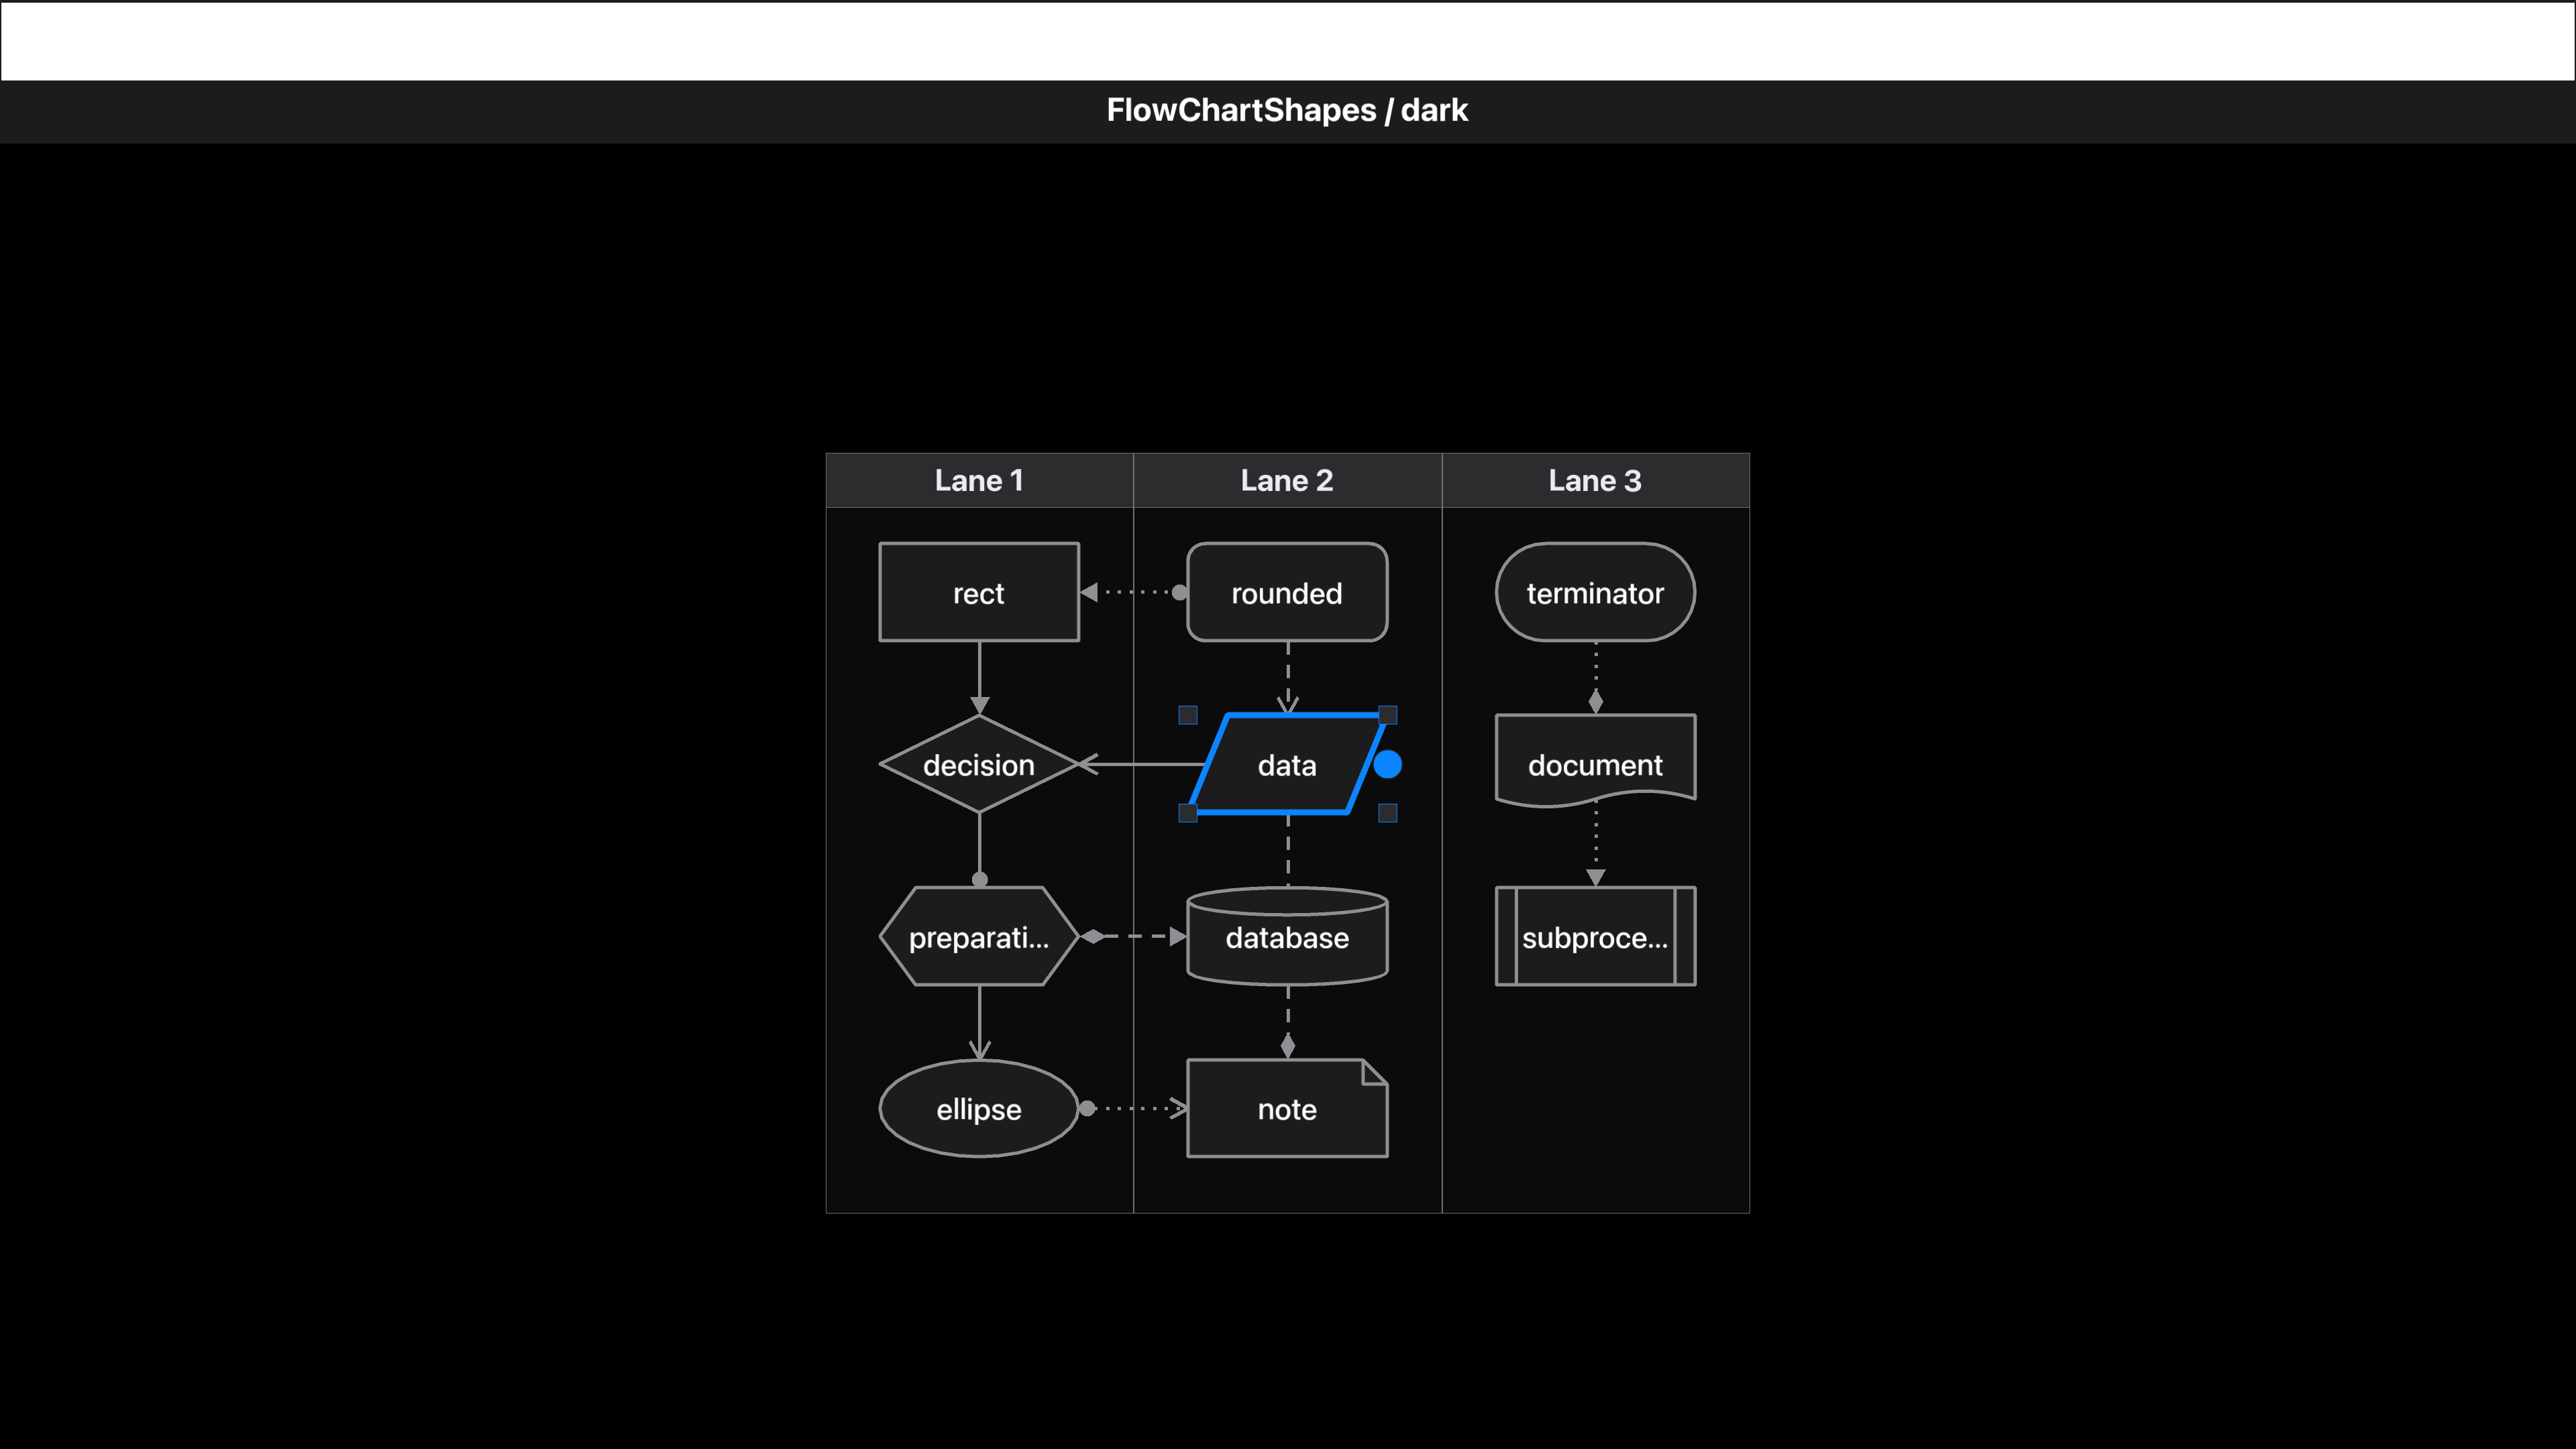 FlowChartShapes / dark
Lane 1
Lane 2
Lane 3
rect
rounded
terminator
decision
data
document
preparati...
database
subproce...
ellipse
note